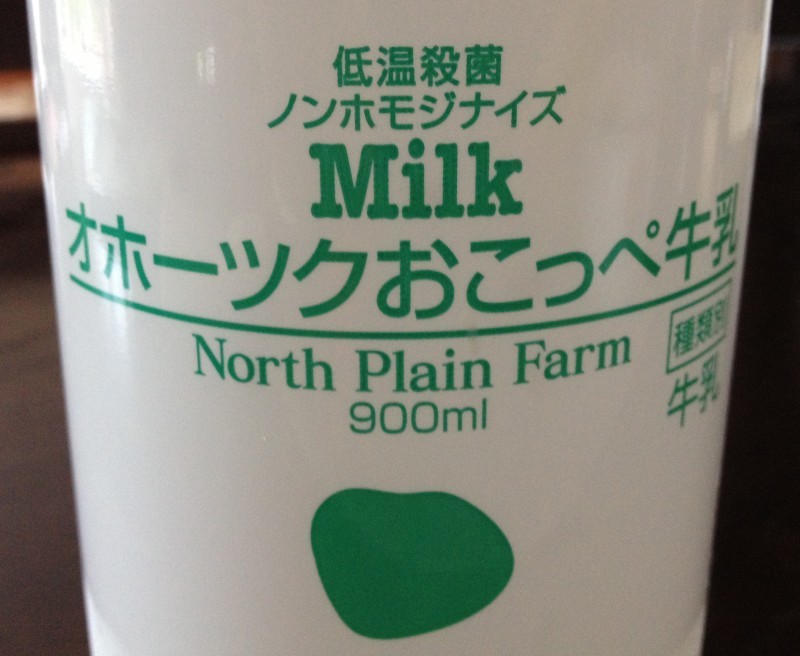 低温殺菌
ノンホモジナイズ
Milk
オホーツクおこっぺ牛乳
North Plain Farm
900ml
種類別
牛乳